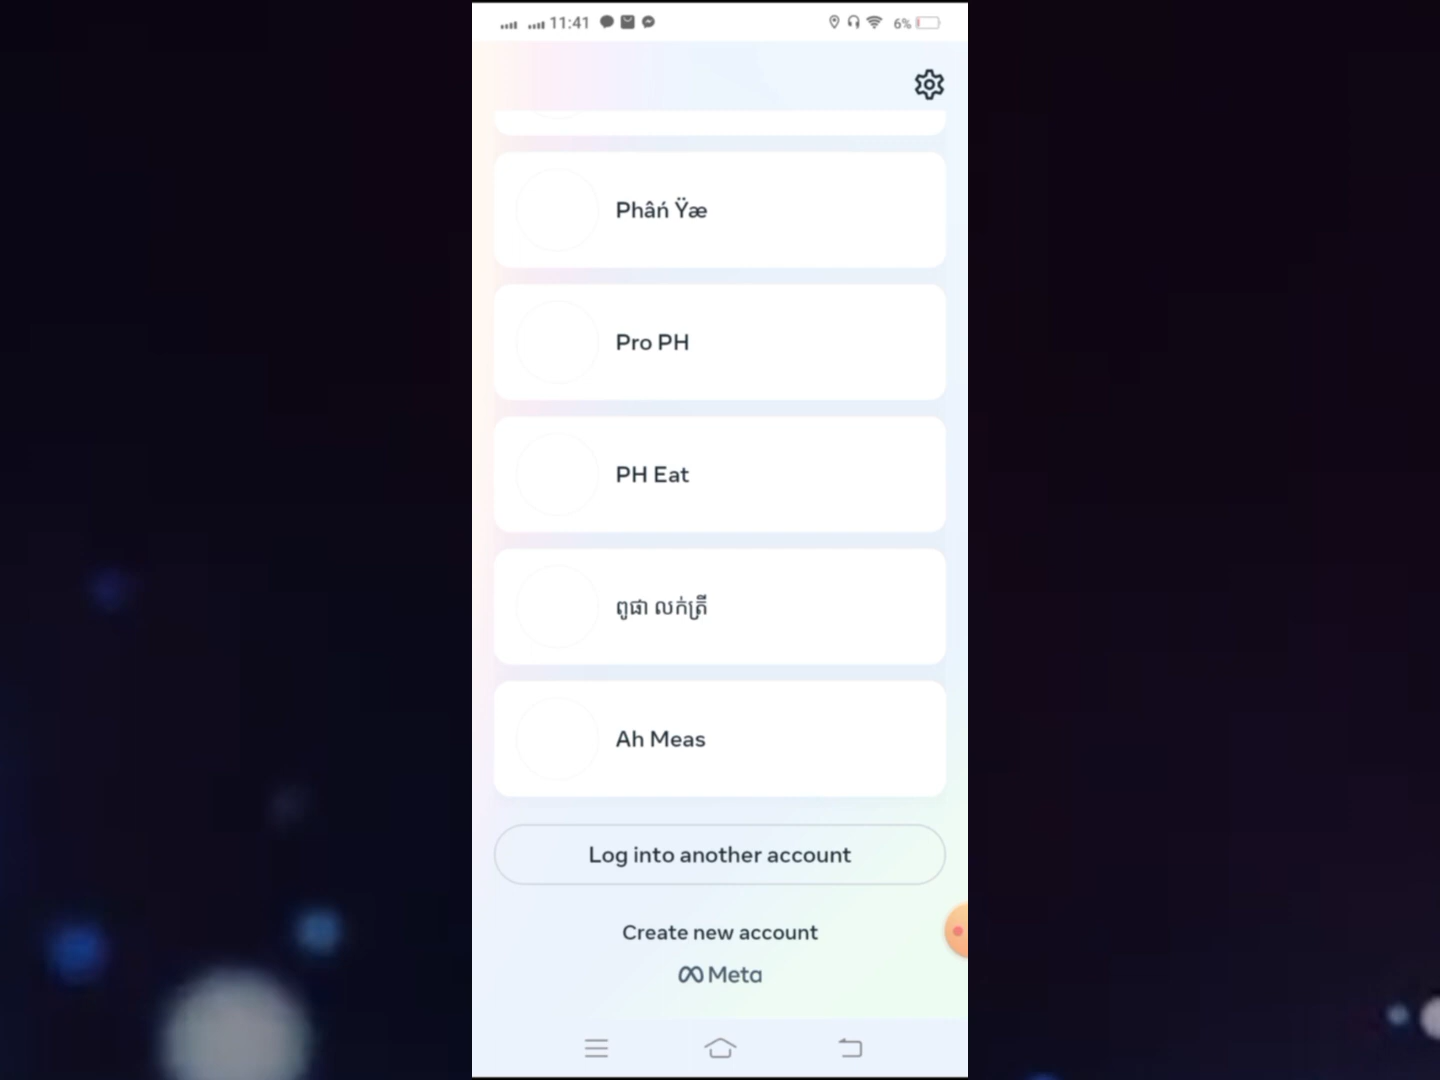 11:41
6%
Phâń Ÿæ
Pro PH
PH Eat
ពូផា លក់ត្រី
Ah Meas
Log into another account
Create new account
Meta